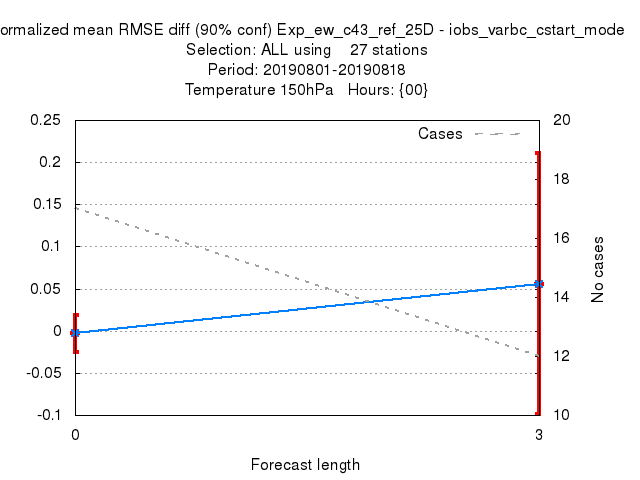 ormalized mean RMSE diff (90% conf) Exp_ew_c43_ref_25D - iobs_varbc_cstart_mode
Selection: ALL using 27 stations
Period: 20190801-20190818
Temperature 150hPa Hours: {00}
Cases
0.25
0.2
0.15
0.1
0.05
0
-0.05
-0.1
20
18
16
14
12
10
No cases
0
3
Forecast length